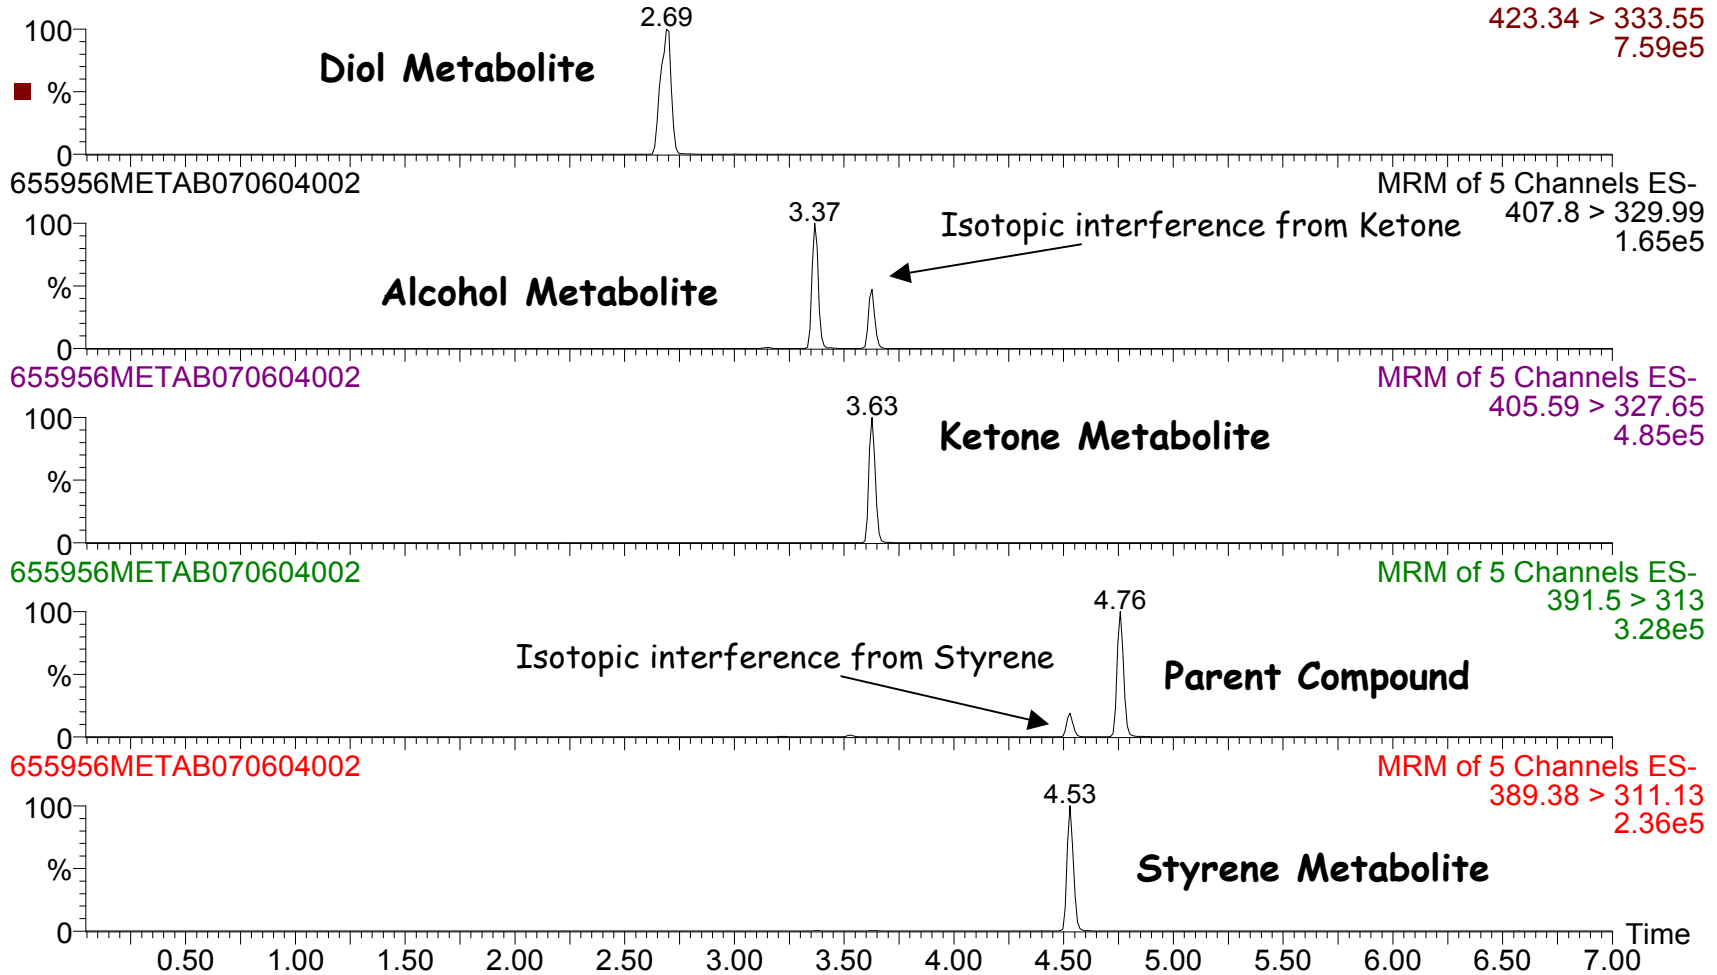 2.69
423.34 > 333.55
7.59e5
100
Diol Metabolite
%
0
655956METAB070604002
MRM of 5 Channels ES-
407.8 > 329.99
1.65e5
100
3.37
Isotopic interference from Ketone
%
Alcohol Metabolite
0
655956METAB070604002
MRM of 5 Channels ES-
405.59 > 327.65
4.85e5
100
3.63
Ketone Metabolite
%
0
655956METAB070604002
MRM of 5 Channels ES-
391.5 > 313
3.28e5
100
4.76
Isotopic interference from Styrene
%
Parent Compound
0
655956METAB070604002
MRM of 5 Channels ES-
389.38 > 311.13
2.36e5
100
4.53
%
Styrene Metabolite
0
Time
0.50 1.00 1.50 2.00 2.50 3.00 3.50 4.00 4.50 5.00 5.50 6.00 6.50 7.00